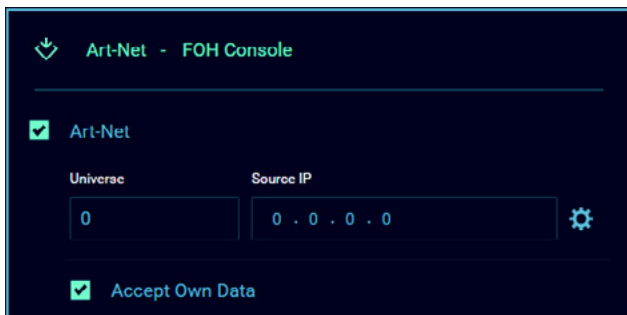 Art-Net - FOH Console
Art-Net
Universe Source IP
0 0 . 0 . 0 . 0
Accept Own Data